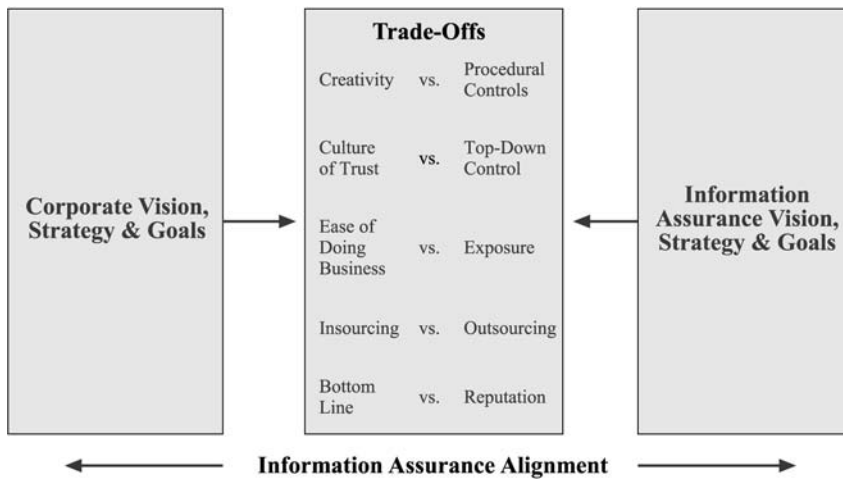 Corporate Vision,
Strategy & Goals
Trade-Offs
Creativity vs. Procedural
Controls
Culture
of Trust vs. Top-Down
Control
Ease of
Doing
Business vs. Exposure
Insourcing vs. Outsourcing
Bottom
Line vs. Reputation
Information
Assurance Vision,
Strategy & Goals
Information Assurance Alignment